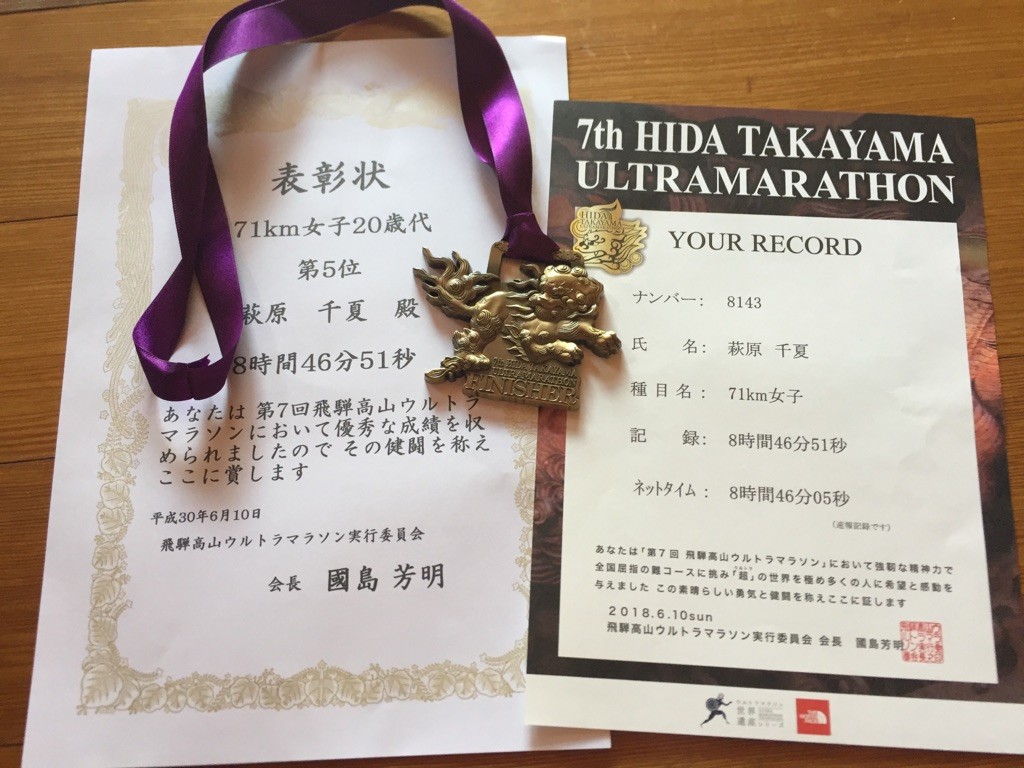 表彰状
71km女子20歳代
第5位
萩原 千夏 殿
8時間46分51秒
あなたは 第7回飛騨高山ウルトラ
マラソンにおいて優秀な成績を収
められましたので その健闘を称え
ここに賞します
平成30年6月10日
飛騨高山ウルトラマラソン実行委員会
会長 國島 芳明
HIDA
TAKAYAMA
FINISHER
7th HIDA TAKAYAMA
ULTRAMARATHON
YOUR RECORD
ナンバー: 8143
氏 名: 萩原 千夏
種目名: 71km女子
記 録: 8時間46分51秒
ネットタイム: 8時間46分05秒
(速報記録です)
あなたは「第7回 飛騨高山ウルトラマラソン」において強靭な精神力で
全国屈指の難コースに挑み「超」の世界を極め多くの人に希望と感動を
与えました この素晴らしい勇気と健闘を称えここに証します
2018.6.10sun
飛騨高山ウルトラマラソン実行委員会 会長 國島芳明
世界
遺産